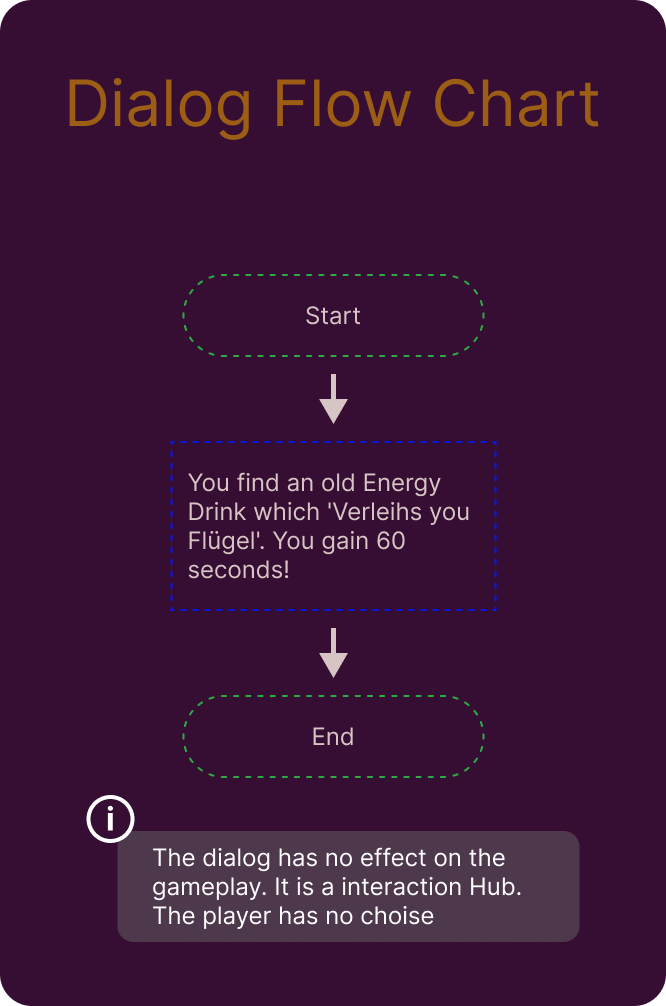 Dialog Flow Chart
Start
You find an old Energy
Drink which 'Verleihs you
Flügel'. You gain 60
seconds!
End
i
The dialog has no effect on the
gameplay. It is a interaction Hub.
The player has no choise